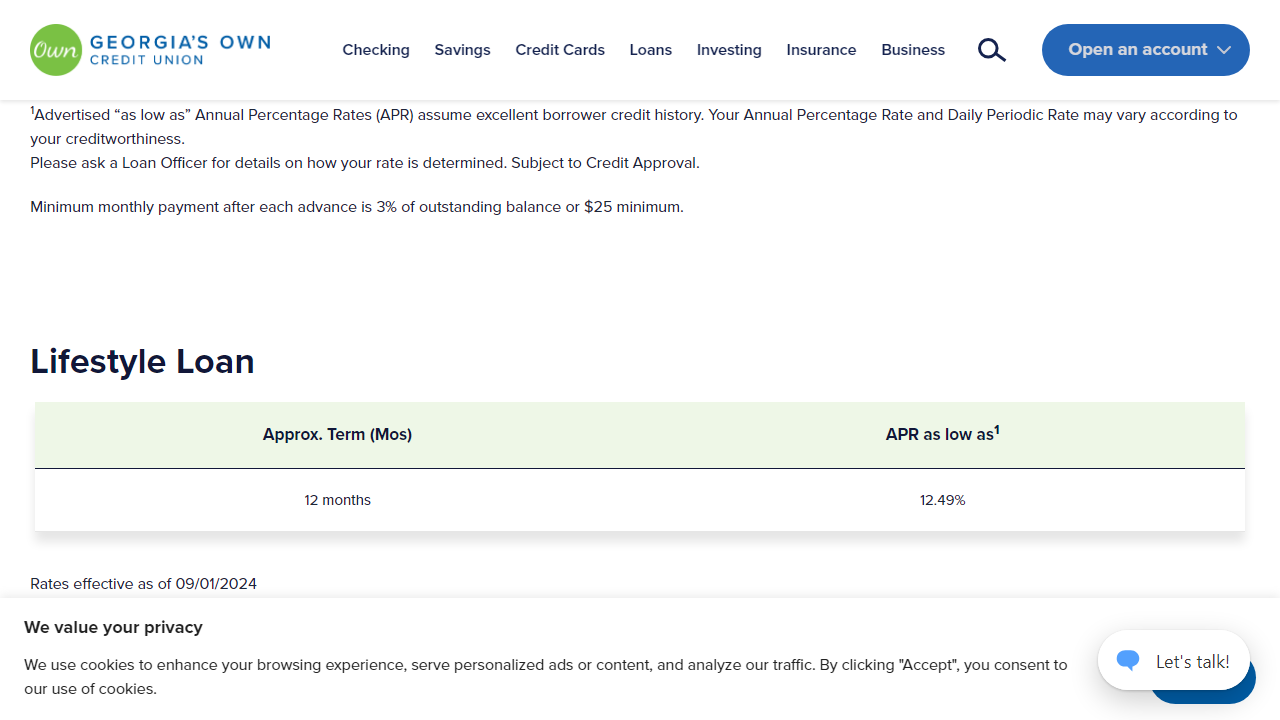 Own GEORGIA'S OWN
CREDIT UNION
Checking Savings Credit Cards Loans Investing Insurance Business
Open an account
1Advertised “as low as” Annual Percentage Rates (APR) assume excellent borrower credit history. Your Annual Percentage Rate and Daily Periodic Rate may vary according to
your creditworthiness.
Please ask a Loan Officer for details on how your rate is determined. Subject to Credit Approval.
Minimum monthly payment after each advance is 3% of outstanding balance or $25 minimum.
Lifestyle Loan
Approx. Term (Mos) APR as low as1
12 months 12.49%
Rates effective as of 09/01/2024
We value your privacy
We use cookies to enhance your browsing experience, serve personalized ads or content, and analyze our traffic. By clicking "Accept", you consent to
our use of cookies.
Let's talk!